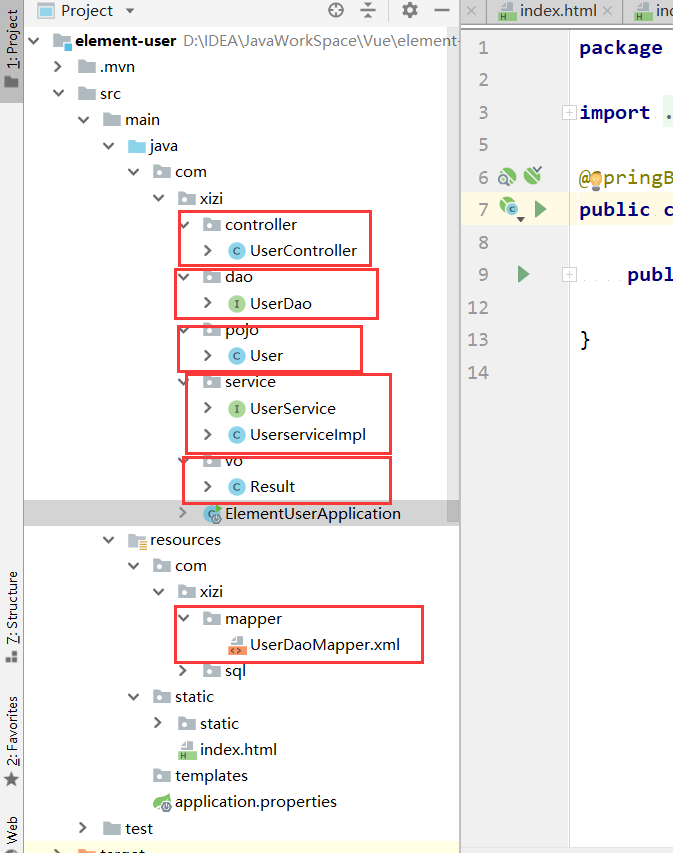 1: Project
7: Structure
2: Favorites
Web
Project
element-user D:\IDEA\JavaWorkSpace\Vue\element-
.mvn
src
main
java
com
xizi
controller
UserController
dao
UserDao
pojo
User
service
UserService
UserserviceImpl
vo
Result
ElementUserApplication
resources
com
xizi
mapper
UserDaoMapper.xml
sql
static
static
index.html
templates
application.properties
test
target
index.html
1 package
2
3 import .
5
6 @SpringB
7 public c
8
9 publ
12
13 }
14